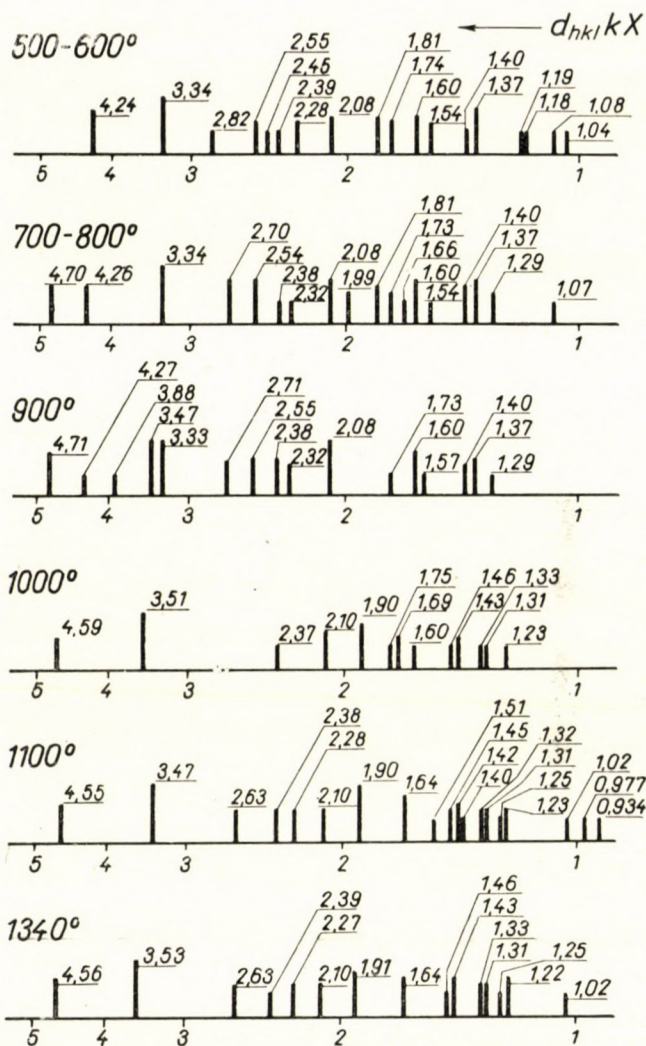 d_hkl kX
500-600°
4,24 3,34 2,82 2,55 2,45 2,39 2,28 2,08 1,81 1,74 1,60 1,54 1,40 1,37 1,19 1,18 1,08 1,04
5 4 3 2 1
700-800°
4,70 4,26 3,34 2,70 2,54 2,38 2,32 2,08 1,99 1,81 1,73 1,66 1,60 1,54 1,40 1,37 1,29 1,07
5 4 3 2 1
900°
4,71 4,27 3,88 3,47 3,33 2,71 2,55 2,38 2,32 2,08 1,73 1,60 1,57 1,40 1,37 1,29
5 4 3 2 1
1000°
4,59 3,51 2,37 2,10 1,90 1,75 1,69 1,60 1,46 1,43 1,33 1,31 1,23
5 4 3 2 1
1100°
4,55 3,47 2,63 2,38 2,28 2,10 1,90 1,64 1,51 1,45 1,42 1,40 1,32 1,31 1,25 1,23 1,02 0,977 0,934
5 4 3 2 1
1340°
4,56 3,53 2,63 2,39 2,27 2,10 1,91 1,64 1,46 1,43 1,33 1,31 1,25 1,22 1,02
5 4 3 2 1